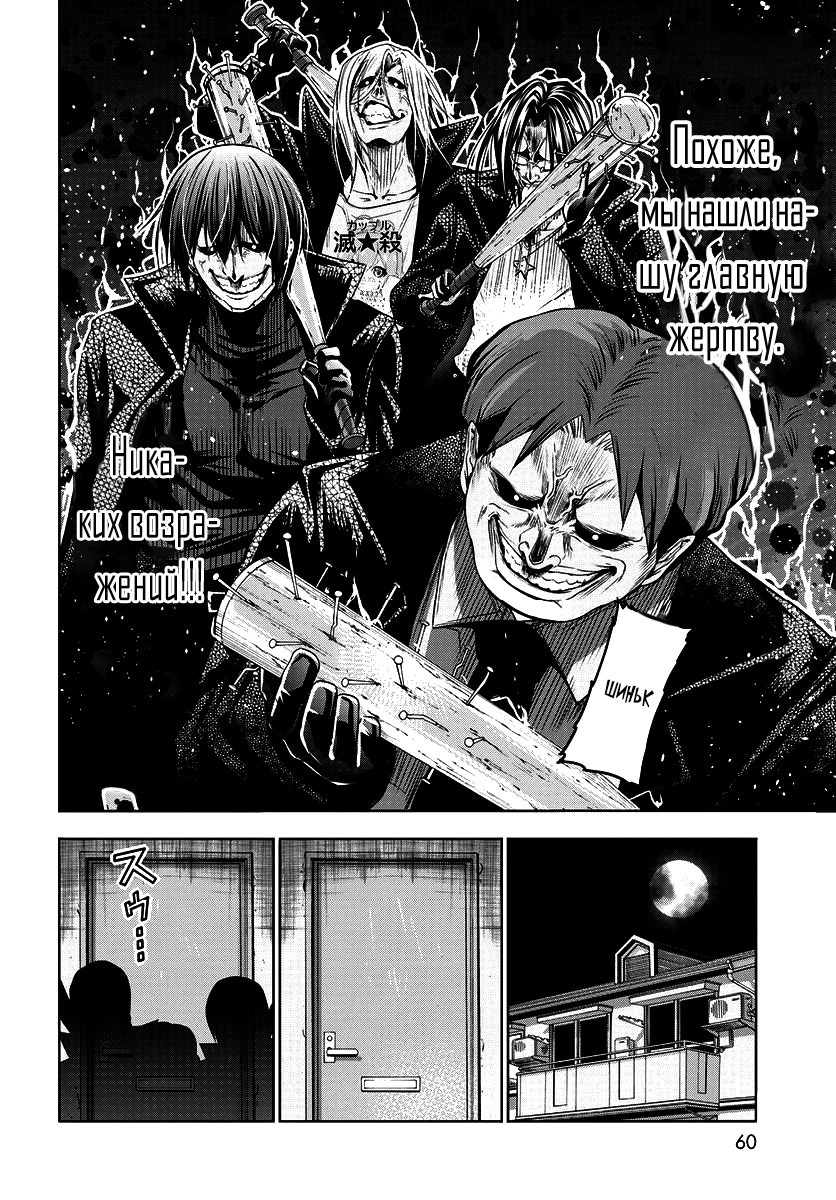 Похоже,
мы нашли на-
шу главную
жертву.
カップル
滅★殺
Ника-
ких возра-
жений!!!
шиньк
スゥ…
60